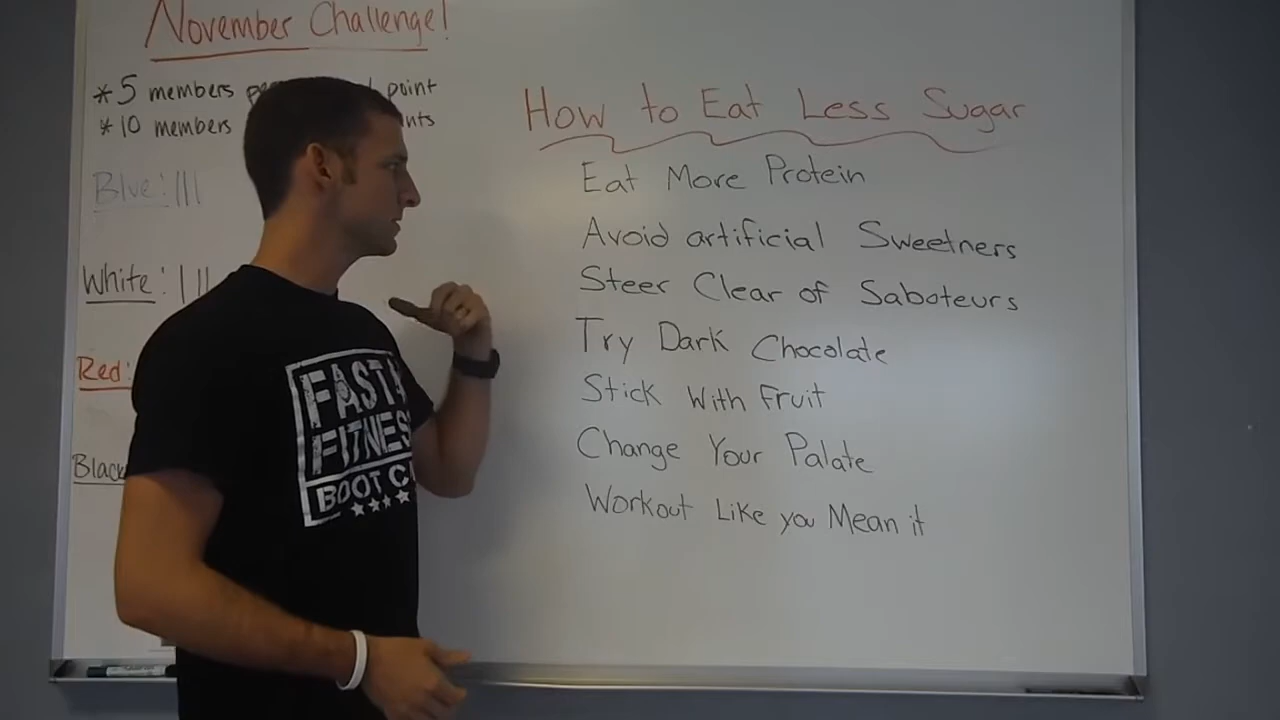 November Challenge!
*5 members point
*10 members
Blue: |||
White: |||
Red:
Black
How to Eat Less Sugar
Eat More Protein
Avoid artificial Sweetners
Steer Clear of Saboteurs
Try Dark Chocolate
Stick With Fruit
Change Your Palate
Workout Like you Mean it
FAST
FITNESS
BOOT C